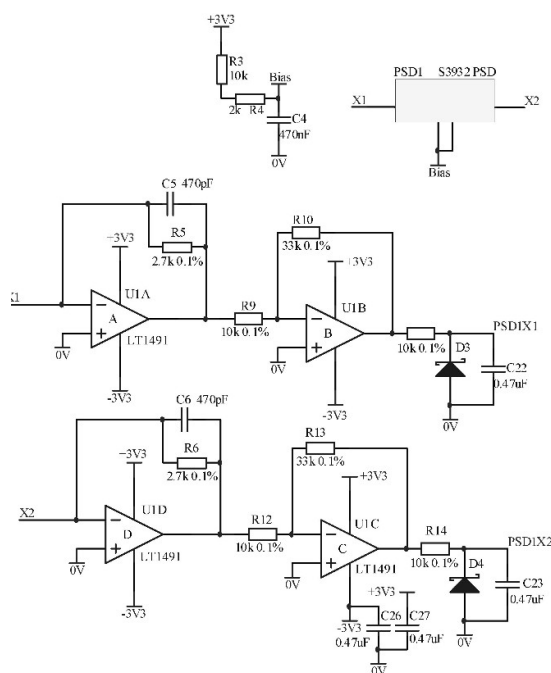 +3V3
R3
10k
Bias
2k R4
C4
470nF
0V
PSD1 S3932 PSD
X1 X2
Bias
C5 470pF
R5
2.7k 0.1%
+3V3
X1
U1A
A
LT1491
0V
-3V3
R9
10k 0.1%
R10
33k 0.1%
+3V3
U1B
B
0V
-3V3
10k 0.1%
D3
PSD1X1
C22
0.47uF
0V
C6 470pF
R6
2.7k 0.1%
+3V3
X2
U1D
D
LT1491
0V
-3V3
R12
10k 0.1%
R13
33k 0.1%
+3V3
U1C
C
LT1491
0V
-3V3
+3V3
C26 C27
0.47uF 0.47uF
0V
R14
10k 0.1%
D4
PSD1X2
C23
0.47uF
0V